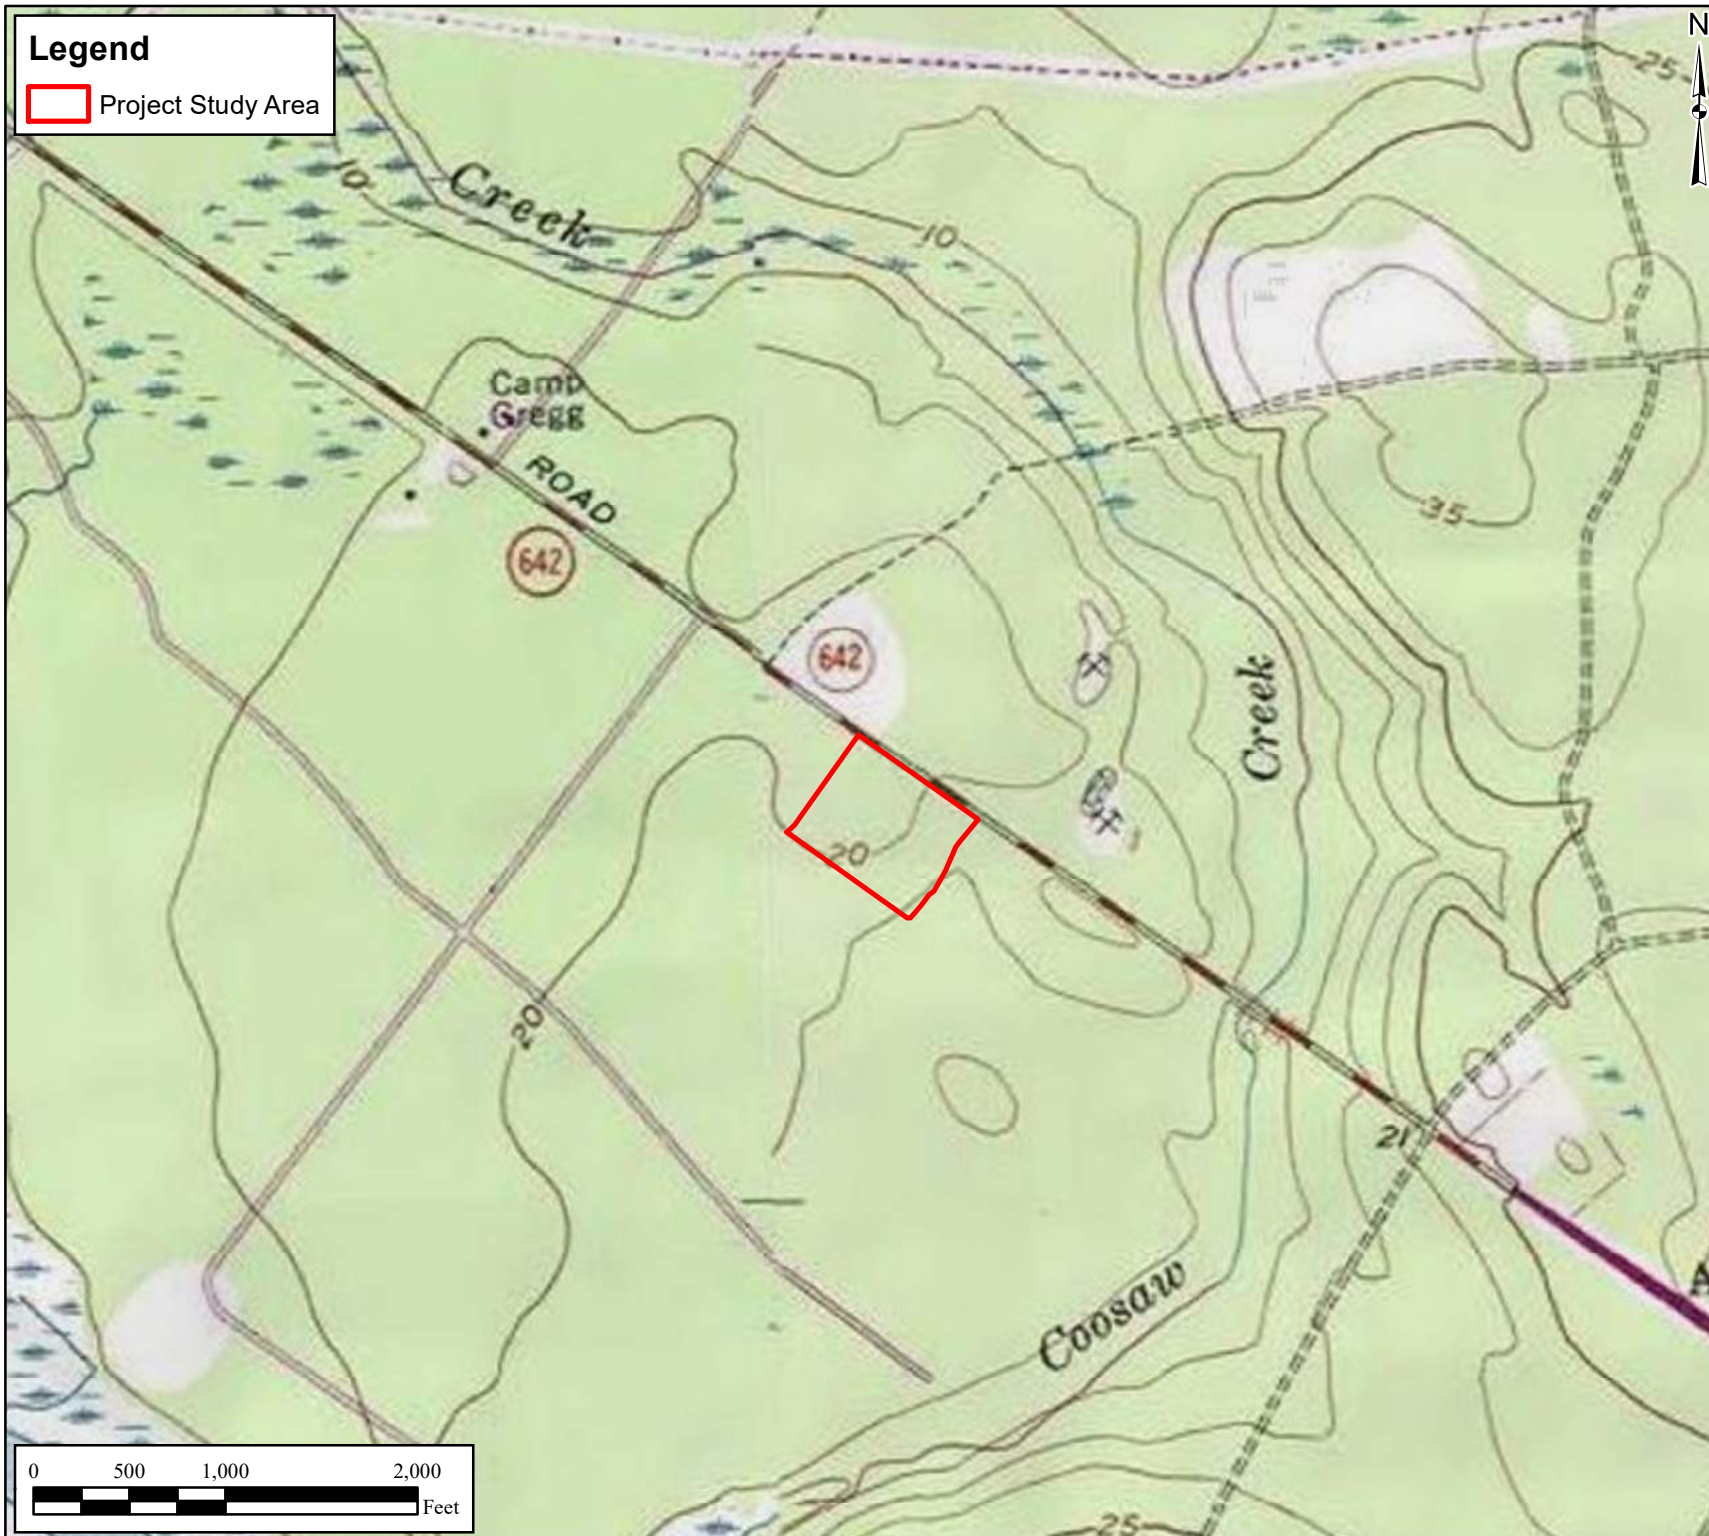 Legend
Project Study Area
N
25
10
Creek
10
Camp
Gregg
ROAD
642
35
642
Creek
20
20
21
A
Coosaw
0 500 1,000 2,000
Feet
25